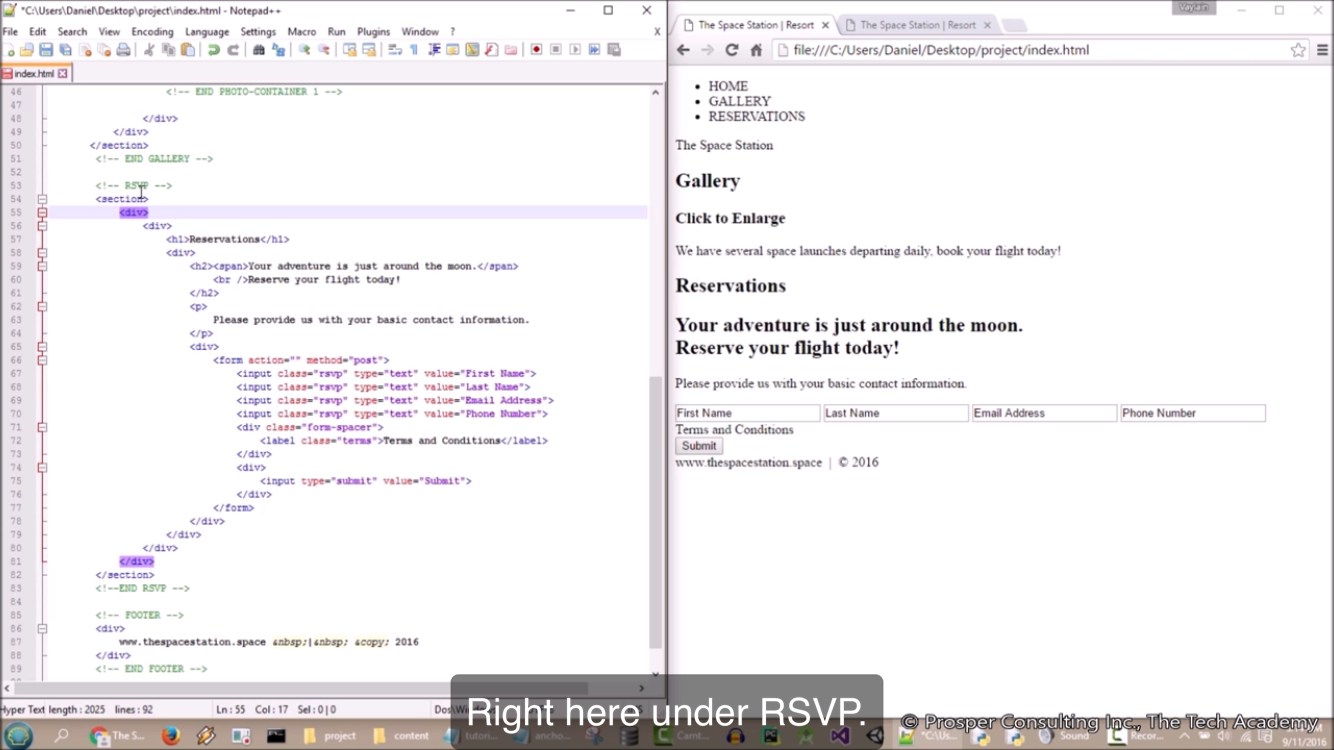 *C:\Users\Daniel\Desktop\project\index.html - Notepad++
File Edit Search View Encoding Language Settings Macro Run Plugins Window ? X
index.html
46 <!-- END PHOTO-CONTAINER 1 -->
47
48 </div>
49 </div>
50 </section>
51 <!-- END GALLERY -->
52
53 <!-- RSVP -->
54 <section>
55 <div>
56 <div>
57 <h1>Reservations</h1>
58 <div>
59 <h2><span>Your adventure is just around the moon.</span>
60 <br />Reserve your flight today!
61 </h2>
62 <p>
63 Please provide us with your basic contact information.
64 </p>
65 <div>
66 <form action="" method="post">
67 <input class="rsvp" type="text" value="First Name">
68 <input class="rsvp" type="text" value="Last Name">
69 <input class="rsvp" type="text" value="Email Address">
70 <input class="rsvp" type="text" value="Phone Number">
71 <div class="form-spacer">
72 <label class="terms">Terms and Conditions</label>
73 </div>
74 <div>
75 <input type="submit" value="Submit">
76 </div>
77 </form>
78 </div>
79 </div>
80 </div>
81 </div>
82 </section>
83 <!--END RSVP -->
84
85 <!-- FOOTER -->
86 <div>
87 www.thespacestation.space &nbsp;|&nbsp; &copy; 2016
88 </div>
89 <!-- END FOOTER -->
Hyper Text length : 2025 lines : 92 Ln : 55 Col : 17 Sel : 0 | 0
The Space Station | Resort
The Space Station | Resort
file:///C:/Users/Daniel/Desktop/project/index.html
HOME
GALLERY
RESERVATIONS
The Space Station
Gallery
Click to Enlarge
We have several space launches departing daily, book your flight today!
Reservations
Your adventure is just around the moon.
Reserve your flight today!
Please provide us with your basic contact information.
First Name Last Name Email Address Phone Number
Terms and Conditions
Submit
www.thespacestation.space | © 2016
Right here under RSVP.
© Prosper Consulting Inc., The Tech Academy
The S... project content tutori... ancho... Camt... *C:\Us... Sound Recor...
9/11/2016